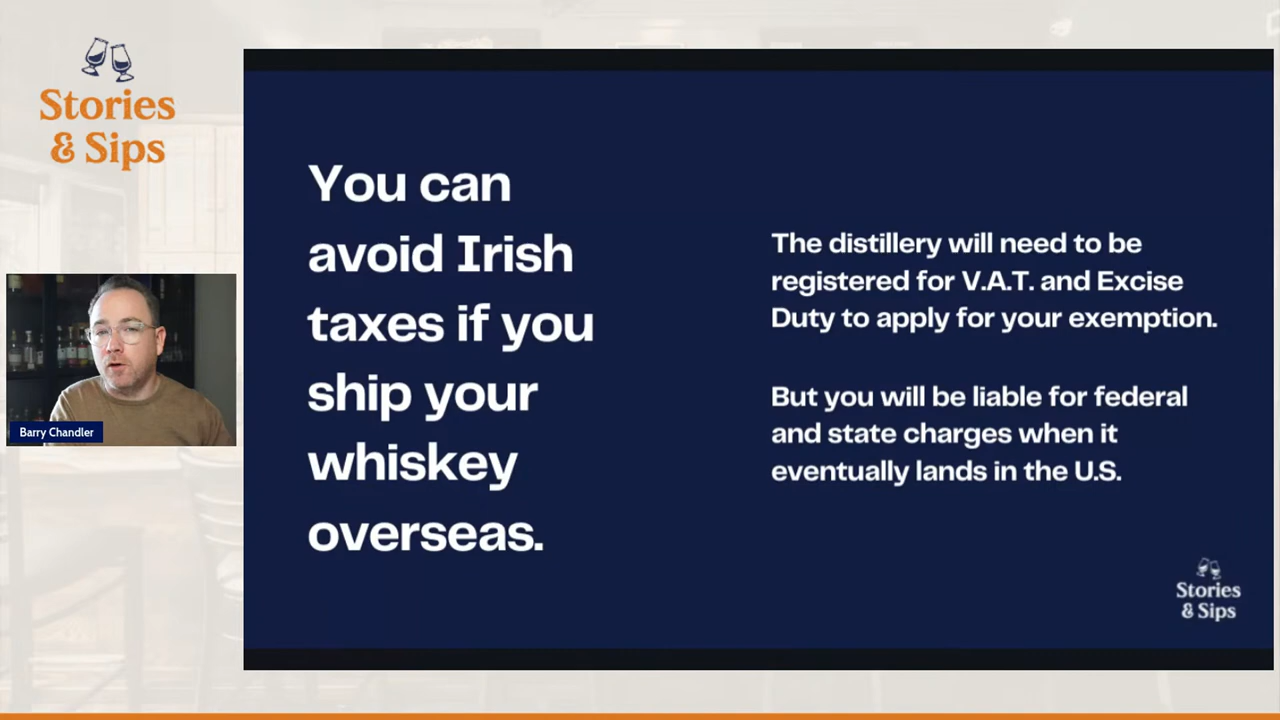 Stories
& Sips
Barry Chandler
You can
avoid Irish
taxes if you
ship your
whiskey
overseas.
The distillery will need to be
registered for V.A.T. and Excise
Duty to apply for your exemption.
But you will be liable for federal
and state charges when it
eventually lands in the U.S.
Stories
& Sips